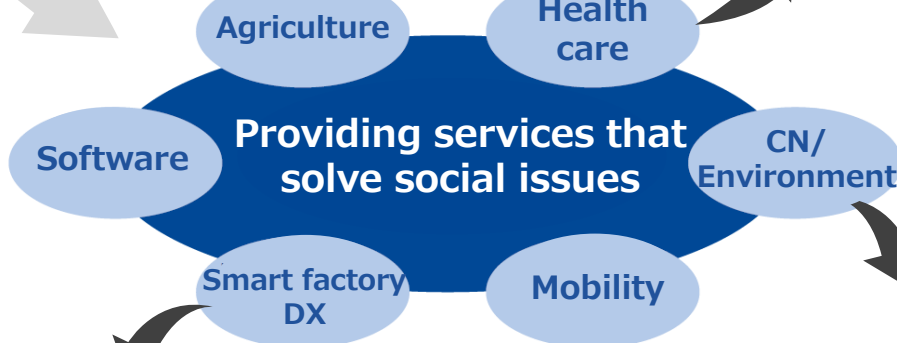 Agriculture
Health
care
Software
Providing services that
solve social issues
CN/
Environment
Smart factory
DX
Mobility